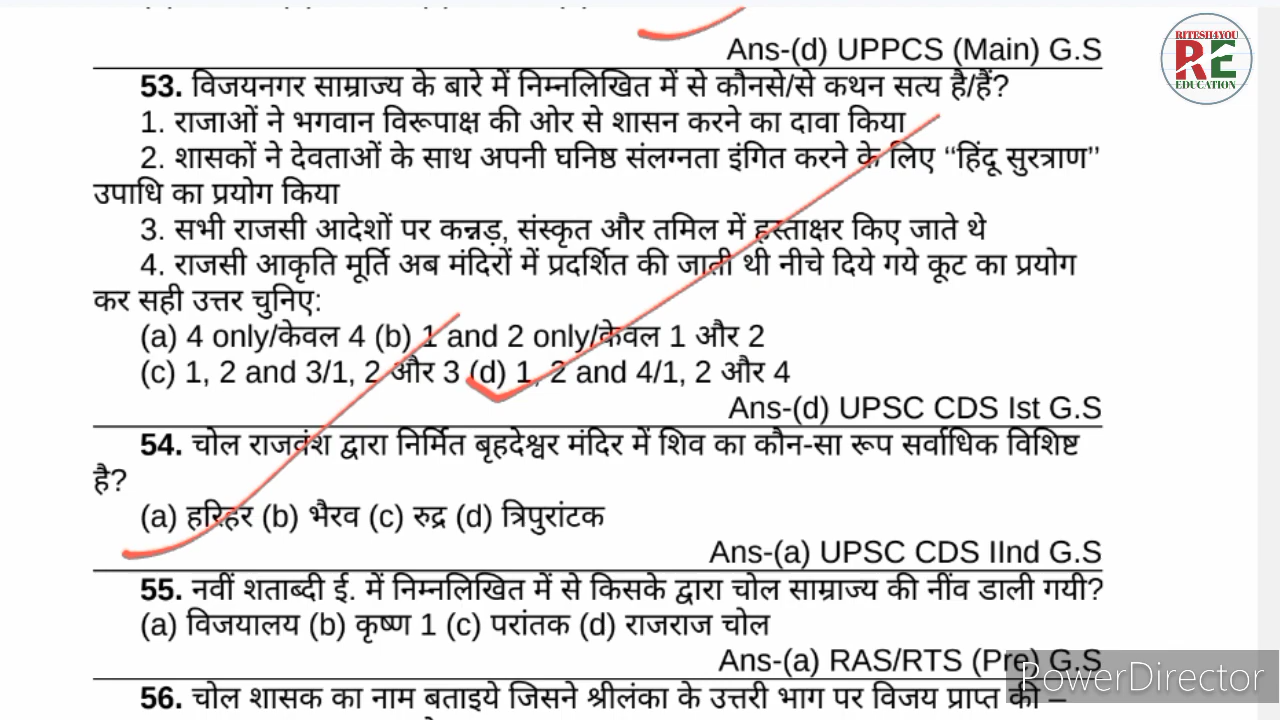 RITESH4YOU
RE
EDUCATION
Ans-(d) UPPCS (Main) G.S
53. विजयनगर साम्राज्य के बारे में निम्नलिखित में से कौनसे/से कथन सत्य है/हैं?
1. राजाओं ने भगवान विरूपाक्ष की ओर से शासन करने का दावा किया
2. शासकों ने देवताओं के साथ अपनी घनिष्ठ संलग्नता इंगित करने के लिए “हिंदू सुरत्राण”
उपाधि का प्रयोग किया
3. सभी राजसी आदेशों पर कन्नड़, संस्कृत और तमिल में हस्ताक्षर किए जाते थे
4. राजसी आकृति मूर्ति अब मंदिरों में प्रदर्शित की जाती थी नीचे दिये गये कूट का प्रयोग
कर सही उत्तर चुनिए:
(a) 4 only/केवल 4 (b) 1 and 2 only/केवल 1 और 2
(c) 1, 2 and 3/1, 2 और 3 (d) 1, 2 and 4/1, 2 और 4
Ans-(d) UPSC CDS Ist G.S
54. चोल राजवंश द्वारा निर्मित बृहदेश्वर मंदिर में शिव का कौन-सा रूप सर्वाधिक विशिष्ट
है?
(a) हरिहर (b) भैरव (c) रुद्र (d) त्रिपुरांटक
Ans-(a) UPSC CDS IInd G.S
55. नवीं शताब्दी ई. में निम्नलिखित में से किसके द्वारा चोल साम्राज्य की नींव डाली गयी?
(a) विजयालय (b) कृष्ण 1 (c) परांतक (d) राजराज चोल
Ans-(a) RAS/RTS (Pre) G.S
PowerDirector
56. चोल शासक का नाम बताइये जिसने श्रीलंका के उत्तरी भाग पर विजय प्राप्त की –